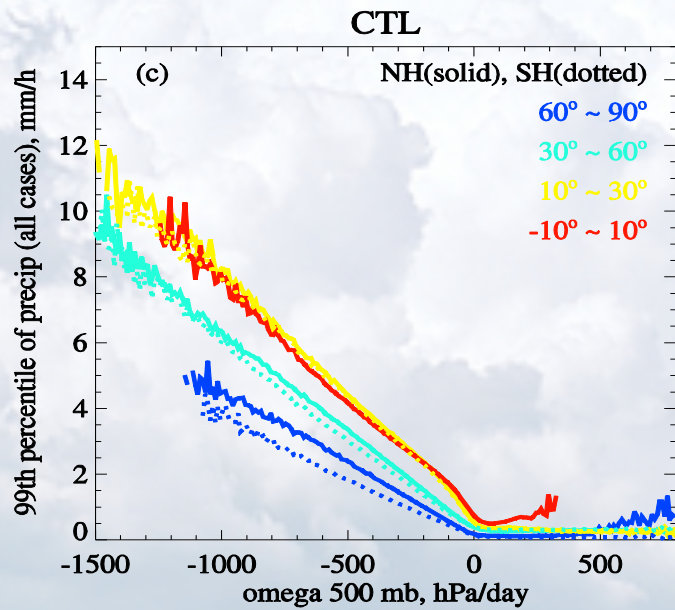 CTL
(c)
NH(solid), SH(dotted)
60° ~ 90°
30° ~ 60°
10° ~ 30°
-10° ~ 10°
99th percentile of precip (all cases), mm/h
14
12
10
8
6
4
2
0
-1500 -1000 -500 0 500
omega 500 mb, hPa/day